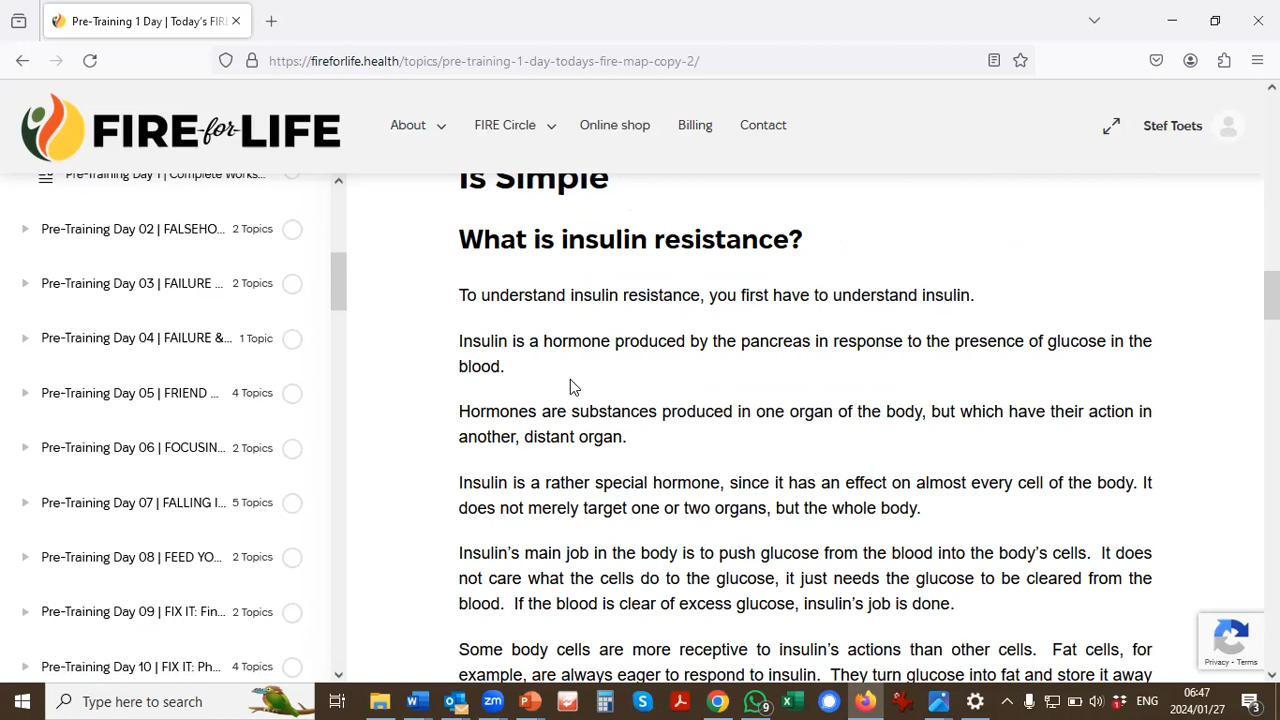 Pre-Training 1 Day | Today's FIR
https://fireforlife.health/topics/pre-training-1-day-todays-fire-map-copy-2/
FIRE-for-LIFE
About
FIRE Circle
Online shop
Billing
Contact
Stef Toets
Pre-Training Day 1 | Complete Works...
Pre-Training Day 02 | FALSEHO... 2 Topics
Pre-Training Day 03 | FAILURE ... 2 Topics
Pre-Training Day 04 | FAILURE &... 1 Topic
Pre-Training Day 05 | FRIEND ... 4 Topics
Pre-Training Day 06 | FOCUSIN... 2 Topics
Pre-Training Day 07 | FALLING I... 5 Topics
Pre-Training Day 08 | FEED YO... 2 Topics
Pre-Training Day 09 | FIX IT: Fin... 2 Topics
Pre-Training Day 10 | FIX IT: Ph... 4 Topics
Is Simple
What is insulin resistance?
To understand insulin resistance, you first have to understand insulin.
Insulin is a hormone produced by the pancreas in response to the presence of glucose in the
blood.
Hormones are substances produced in one organ of the body, but which have their action in
another, distant organ.
Insulin is a rather special hormone, since it has an effect on almost every cell of the body. It
does not merely target one or two organs, but the whole body.
Insulin's main job in the body is to push glucose from the blood into the body's cells. It does
not care what the cells do to the glucose, it just needs the glucose to be cleared from the
blood. If the blood is clear of excess glucose, insulin's job is done.
Some body cells are more receptive to insulin's actions than other cells. Fat cells, for
example, are always eager to respond to insulin. They turn glucose into fat and store it away
Privacy - Terms
Type here to search
9
ENG
06:47
2024/01/27
3